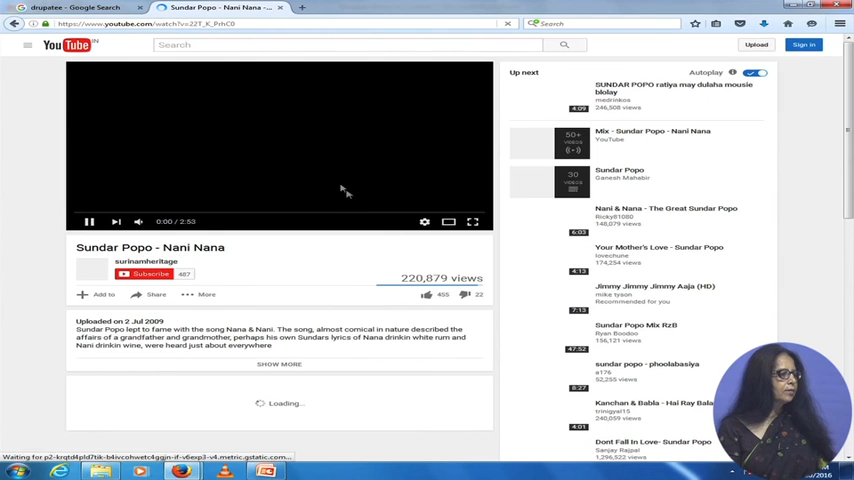 drupatee - Google Search
Sundar Popo - Nani Nana -...
https://www.youtube.com/watch?v=22T_K_PrhC0
Search
You Tube IN
Search
Upload
Sign in
Up next
Autoplay
SUNDAR POPO ratiya may dulaha mousie
blolay
medrinkos
246,508 views
4:09
50+
VIDEOS
Mix - Sundar Popo - Nani Nana
YouTube
30
VIDEOS
Sundar Popo
Ganesh Mahabir
Nani & Nana - The Great Sundar Popo
Ricky81080
148,079 views
6:03
Your Mother's Love - Sundar Popo
lovechune
174,254 views
4:13
Jimmy Jimmy Jimmy Aaja (HD)
mike tyson
Recommended for you
7:13
Sundar Popo Mix RzB
Ryan Boodoo
156,121 views
47:52
sundar popo - phoolabasiya
a176
52,255 views
8:27
Kanchan & Babla - Hai Ray Bala
trinigyal15
240,059 views
4:01
Dont Fall In Love- Sundar Popo
Sanjay Rajpal
1,296,522 views
0:00 / 2:53
Sundar Popo - Nani Nana
surinamheritage
Subscribe 487
220,879 views
Add to Share More
455 22
Uploaded on 2 Jul 2009
Sundar Popo lept to fame with the song Nana & Nani. The song, almost comical in nature described the
affairs of a grandfather and grandmother, perhaps his own Sundars lyrics of Nana drinkin white rum and
Nani drinkin wine, were heard just about everywhere
SHOW MORE
Loading...